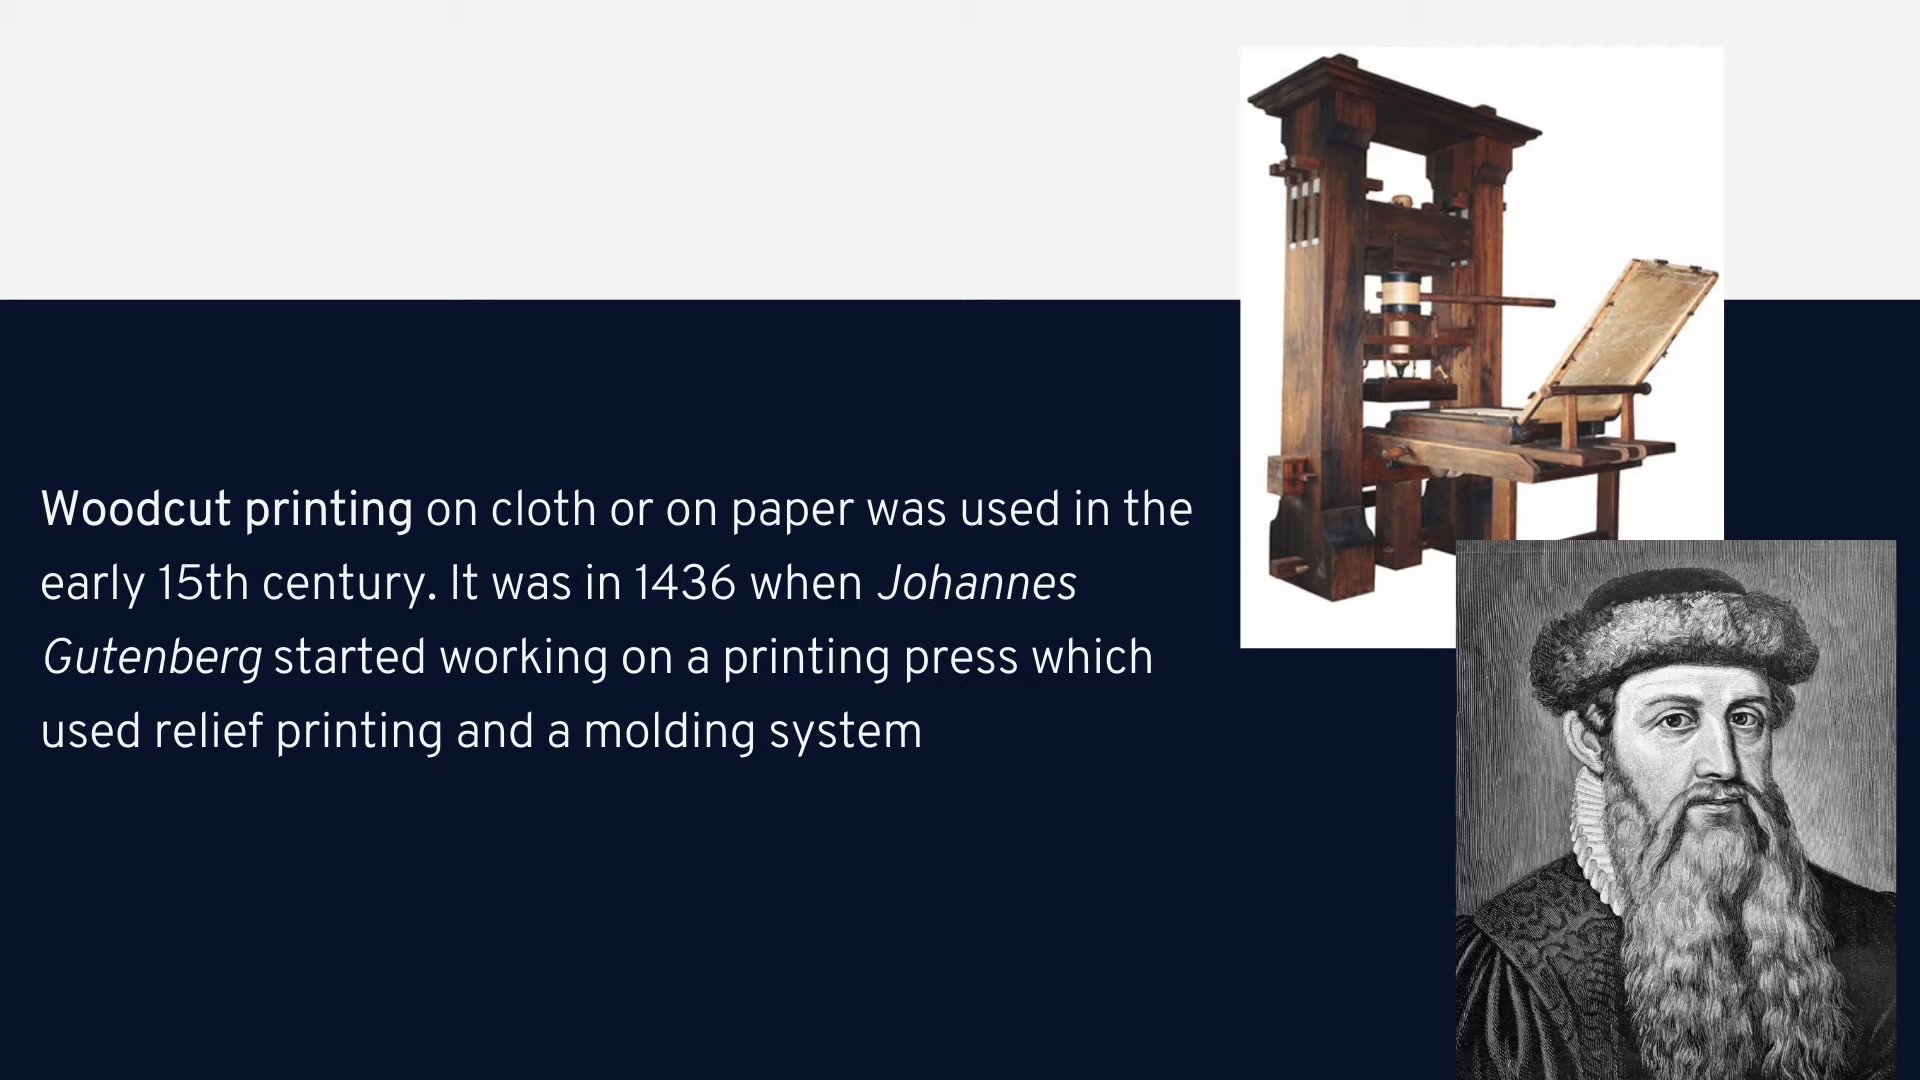 Woodcut printing on cloth or on paper was used in the
early 15th century. It was in 1436 when Johannes
Gutenberg started working on a printing press which
used relief printing and a molding system